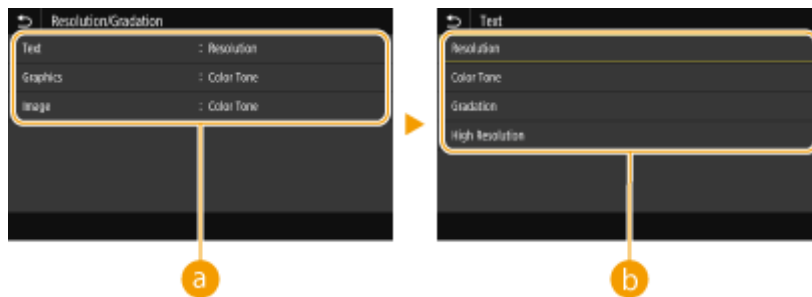 Resolution/Gradation
Text : Resolution
Graphics : Color Tone
Image : Color Tone
a
Text
Resolution
Color Tone
Gradation
High Resolution
b